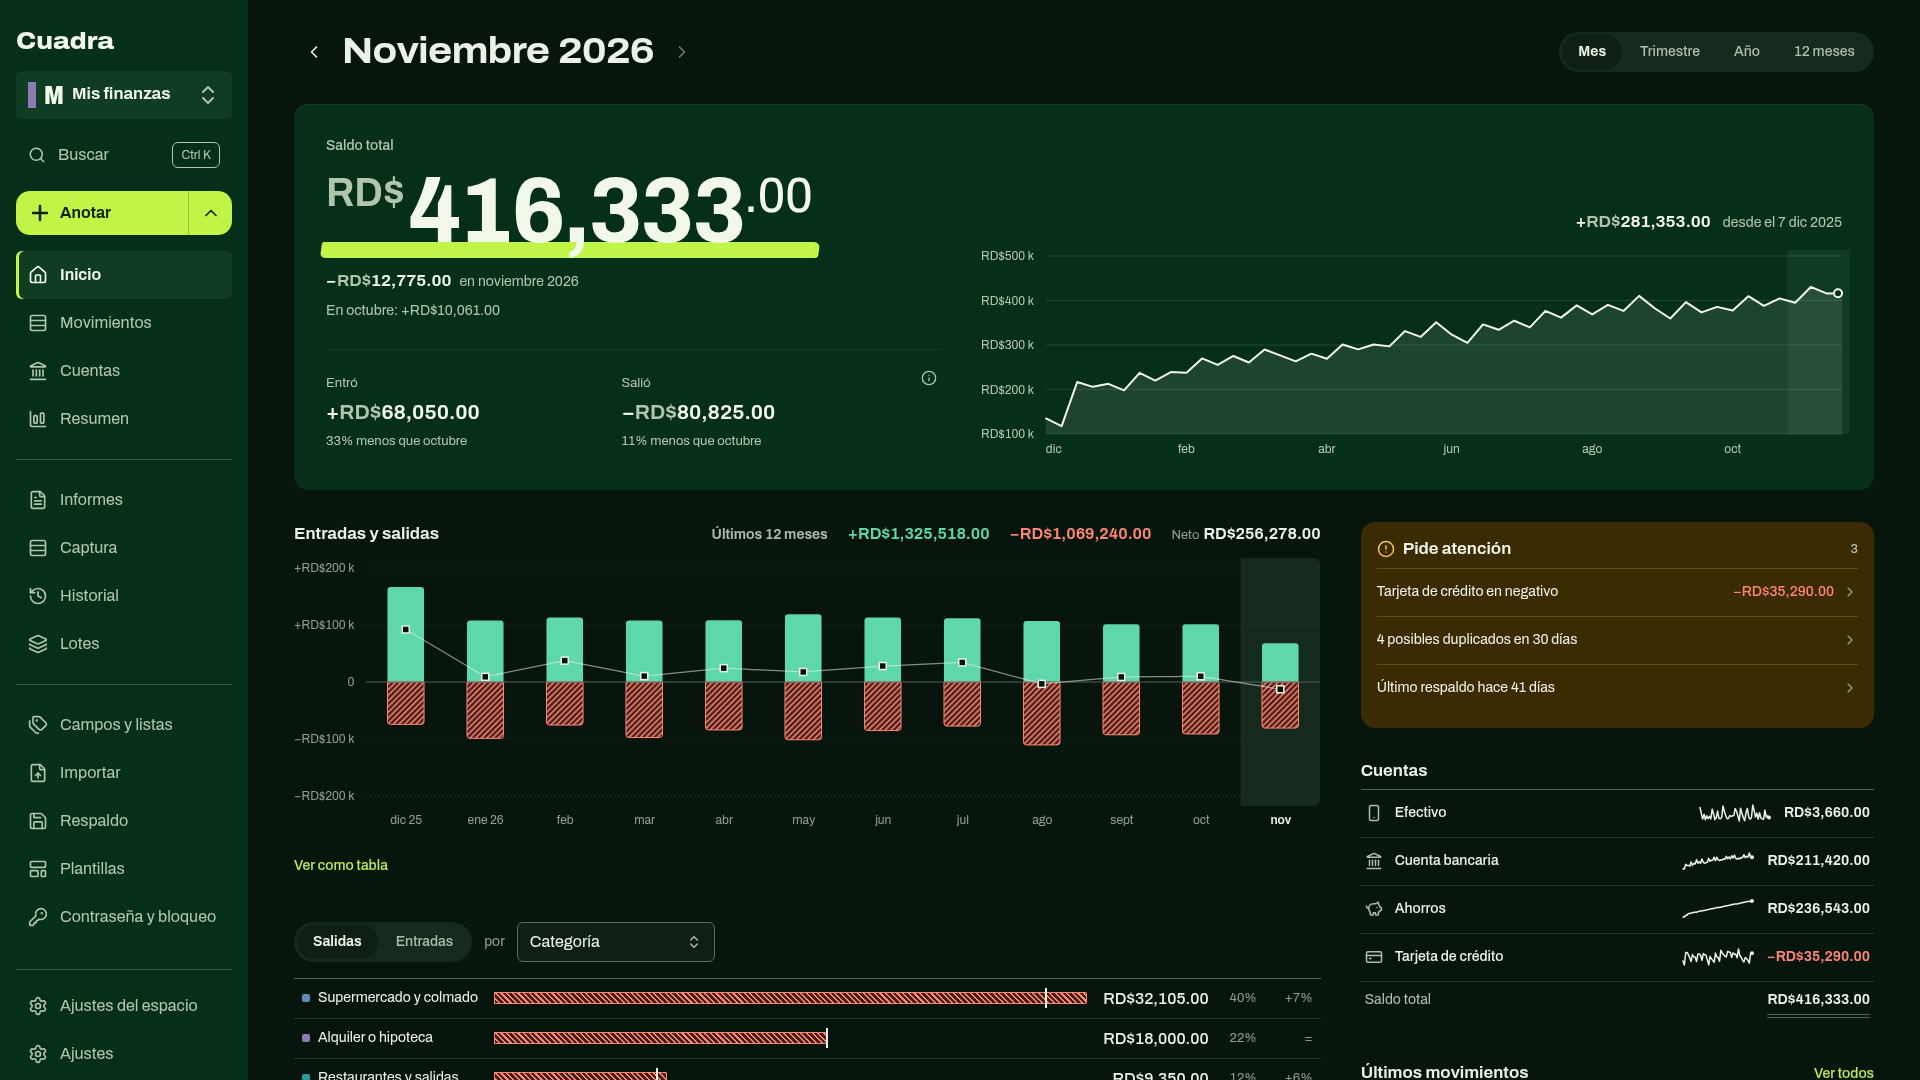 Cuadra
M Mis finanzas
Buscar Ctrl K
Anotar
Inicio
Movimientos
Cuentas
Resumen
Informes
Captura
Historial
Lotes
Campos y listas
Importar
Respaldo
Plantillas
Contraseña y bloqueo
Ajustes del espacio
Ajustes
Noviembre 2026
Mes Trimestre Año 12 meses
Saldo total
RD$416,333.00
−RD$12,775.00 en noviembre 2026
En octubre: +RD$10,061.00
Entró
+RD$68,050.00
33% menos que octubre
Salió
−RD$80,825.00
11% menos que octubre
+RD$281,353.00 desde el 7 dic 2025
RD$500 k
RD$400 k
RD$300 k
RD$200 k
RD$100 k
dic feb abr jun ago oct
Entradas y salidas
Últimos 12 meses +RD$1,325,518.00 −RD$1,069,240.00 Neto RD$256,278.00
+RD$200 k
+RD$100 k
0
−RD$100 k
−RD$200 k
dic 25 ene 26 feb mar abr may jun jul ago sept oct nov
Ver como tabla
Salidas Entradas por Categoría
Supermercado y colmado RD$32,105.00 40% +7%
Alquiler o hipoteca RD$18,000.00 22% =
Restaurantes y salidas RD$9,350.00 12% +6%
Pide atención 3
Tarjeta de crédito en negativo −RD$35,290.00
4 posibles duplicados en 30 días
Último respaldo hace 41 días
Cuentas
Efectivo RD$3,660.00
Cuenta bancaria RD$211,420.00
Ahorros RD$236,543.00
Tarjeta de crédito −RD$35,290.00
Saldo total RD$416,333.00
Últimos movimientos Ver todos